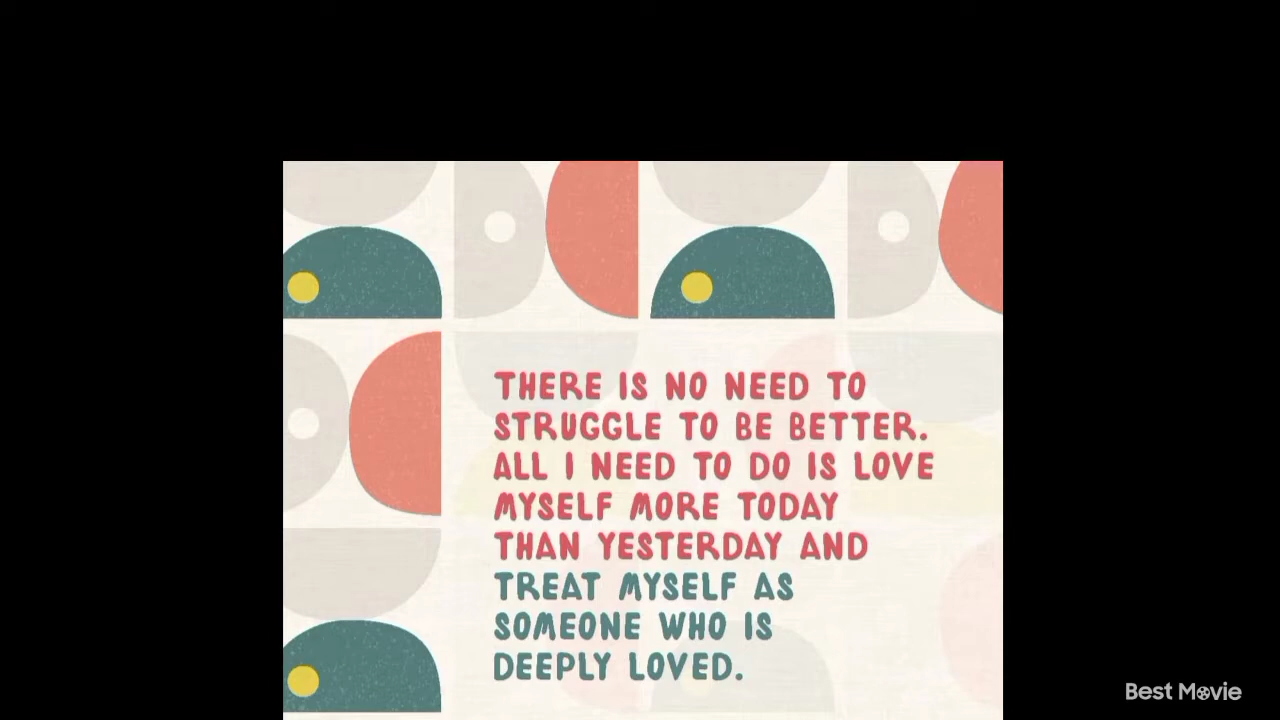 THERE IS NO NEED TO
STRUGGLE TO BE BETTER.
ALL I NEED TO DO IS LOVE
MYSELF MORE TODAY
THAN YESTERDAY AND
TREAT MYSELF AS
SOMEONE WHO IS
DEEPLY LOVED.
Best Movie